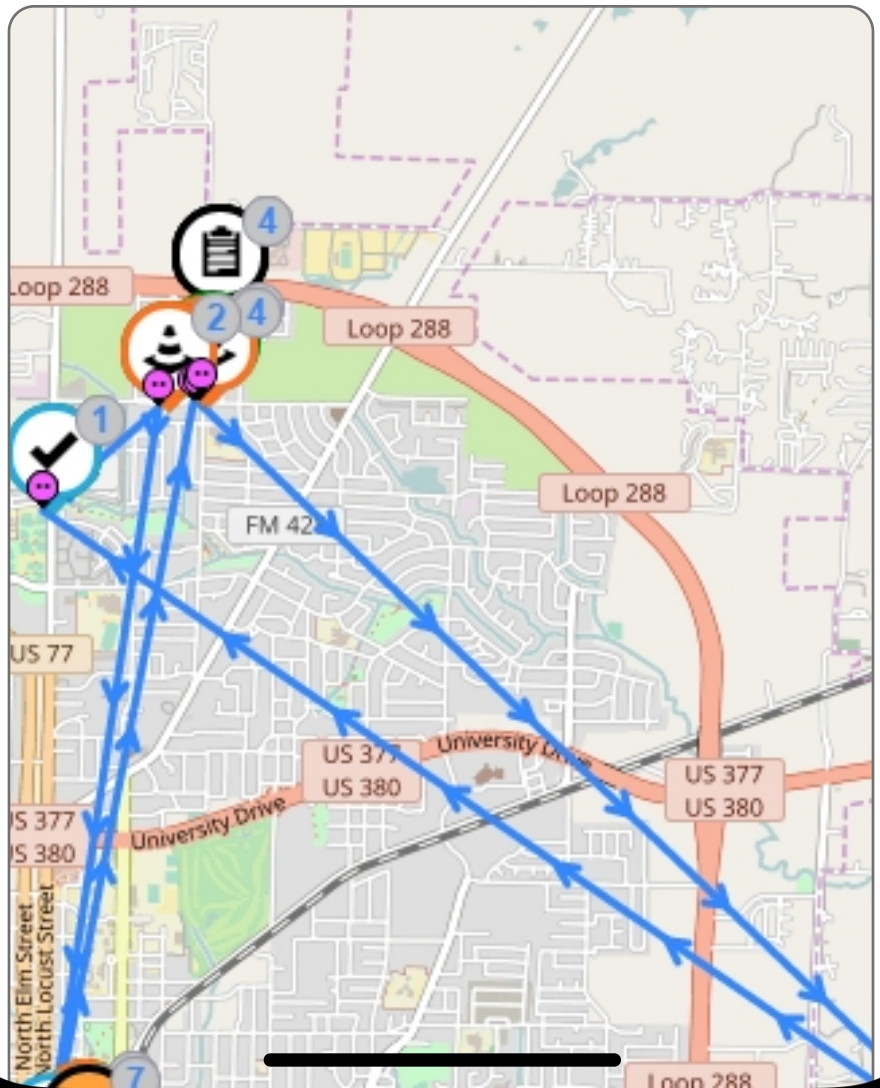 4
Loop 288
2
4
Loop 288
1
Loop 288
FM 42
US 77
US 377
US 380
University Drive
US 377
US 380
US 377
US 380
University Drive
North Elm Street
North Locust Street
7
Loop 288